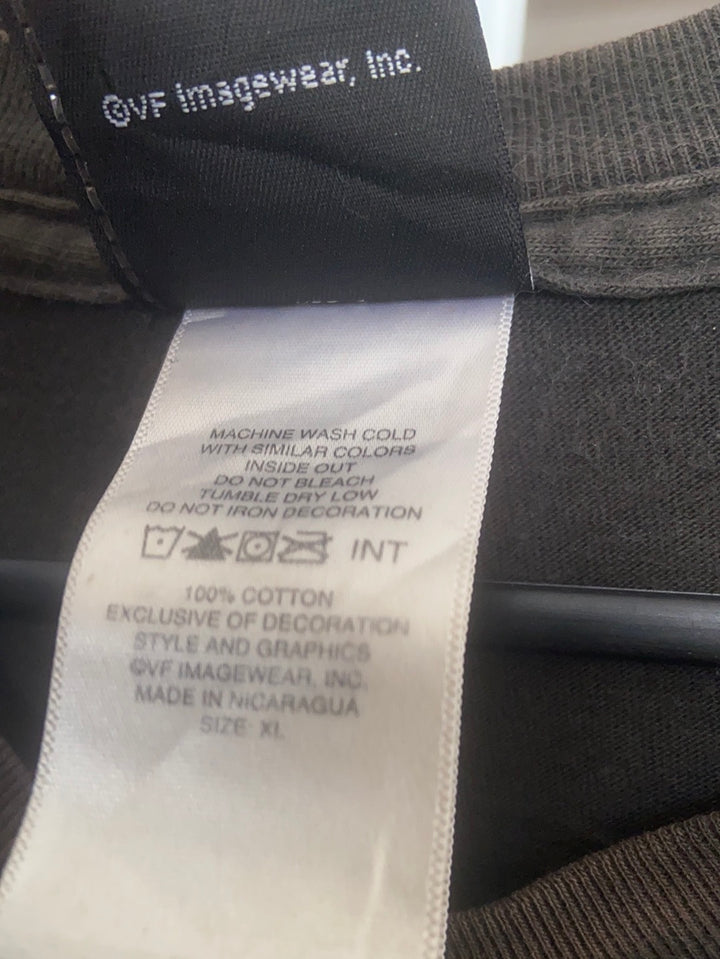 ©VF Imagewear, Inc.
MACHINE WASH COLD
WITH SIMILAR COLORS
INSIDE OUT
DO NOT BLEACH
TUMBLE DRY LOW
DO NOT IRON DECORATION
INT
100% COTTON
EXCLUSIVE OF DECORATION
STYLE AND GRAPHICS
©VF IMAGEWEAR, INC.
MADE IN NICARAGUA
SIZE XL